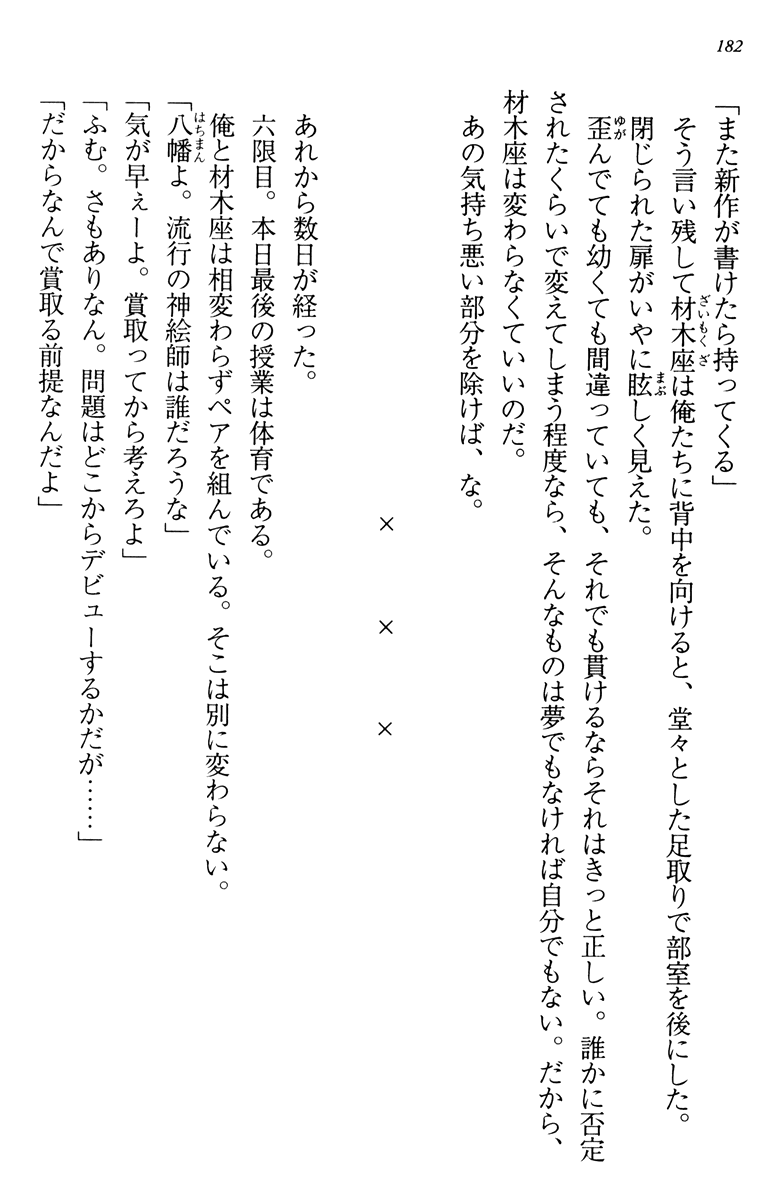 182
「また新作が書けたら持ってくる」
そう言い残して材木座は俺たちに背中を向けると、堂々とした足取りで部室を後にした。
閉じられた扉がいやに眩しく見えた。
歪んでても幼くても間違っていても、それでも貫けるならそれはきっと正しい。誰かに否定
されたくらいで変えてしまう程度なら、そんなものは夢でもなければ自分でもない。だから、
材木座は変わらなくていいのだ。
あの気持ち悪い部分を除けば、な。
× × ×
あれから数日が経った。
六限目。本日最後の授業は体育である。
俺と材木座は相変わらずペアを組んでいる。そこは別に変わらない。
「八幡よ。流行の神絵師は誰だろうな」
「気が早ぇーよ。賞取ってから考えろよ」
「ふむ。さもありなん。問題はどこからデビューするかだが……」
「だからなんで賞取る前提なんだよ」